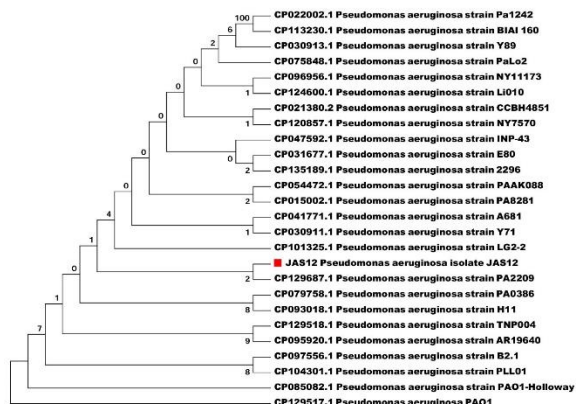 CP022002.1 Pseudomonas aeruginosa strain Pa1242
100
CP113230.1 Pseudomonas aeruginosa strain BIAI 160
6
CP030913.1 Pseudomonas aeruginosa strain Y89
2
CP075848.1 Pseudomonas aeruginosa strain PaLo2
0
CP096956.1 Pseudomonas aeruginosa strain NY11173
CP124600.1 Pseudomonas aeruginosa strain Li010
1
0
CP021380.2 Pseudomonas aeruginosa strain CCBH4851
CP120857.1 Pseudomonas aeruginosa strain NY7570
1
0
CP047592.1 Pseudomonas aeruginosa strain INP-43
CP031677.1 Pseudomonas aeruginosa strain E80
0
CP135189.1 Pseudomonas aeruginosa strain 2296
2
0
CP054472.1 Pseudomonas aeruginosa strain PAAK088
CP015002.1 Pseudomonas aeruginosa strain PA8281
2
0
CP041771.1 Pseudomonas aeruginosa strain A681
CP030911.1 Pseudomonas aeruginosa strain Y71
1
4
CP101325.1 Pseudomonas aeruginosa strain LG2-2
1
JAS12 Pseudomonas aeruginosa isolate JAS12
CP129687.1 Pseudomonas aeruginosa strain PA2209
2
0
CP079758.1 Pseudomonas aeruginosa strain PA0386
CP093018.1 Pseudomonas aeruginosa strain H11
8
1
CP129518.1 Pseudomonas aeruginosa strain TNP004
CP095920.1 Pseudomonas aeruginosa strain AR19640
9
7
CP097556.1 Pseudomonas aeruginosa strain B2.1
CP104301.1 Pseudomonas aeruginosa strain PLL01
8
CP085082.1 Pseudomonas aeruginosa strain PAO1-Holloway
CP129517.1 Pseudomonas aeruginosa PAO1